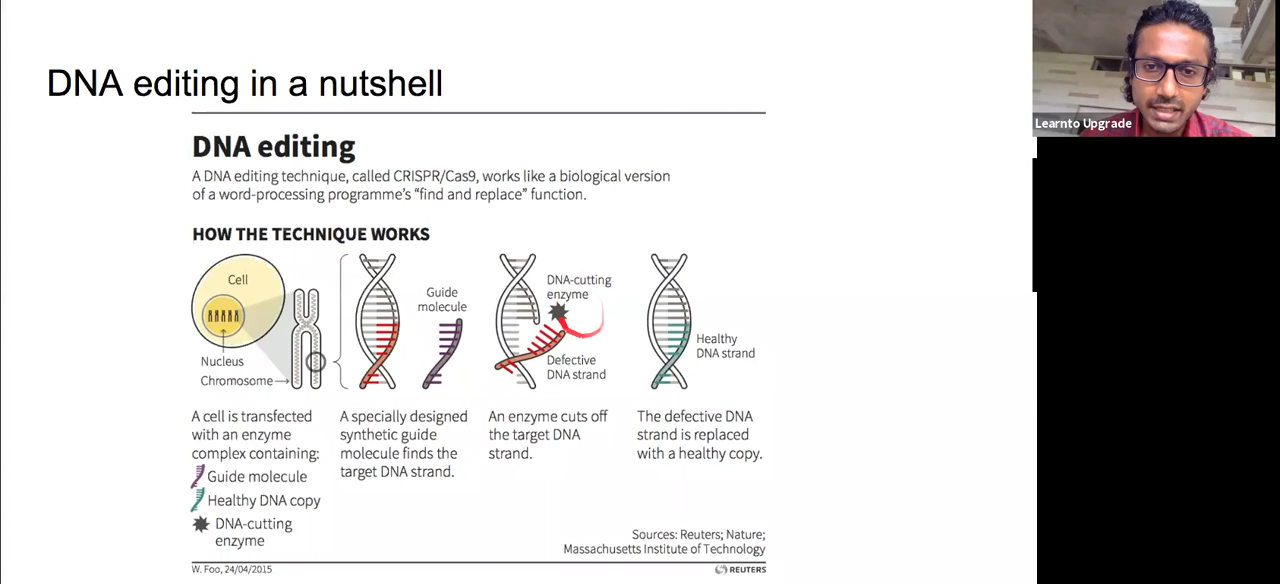 DNA editing in a nutshell
Learnto Upgrade
DNA editing
A DNA editing technique, called CRISPR/Cas9, works like a biological version
of a word-processing programme's “find and replace” function.
HOW THE TECHNIQUE WORKS
Cell
Nucleus
Chromosome
Guide
molecule
DNA-cutting
enzyme
Defective
DNA strand
Healthy
DNA strand
A cell is transfected
with an enzyme
complex containing:
Guide molecule
Healthy DNA copy
DNA-cutting
enzyme
A specially designed
synthetic guide
molecule finds the
target DNA strand.
An enzyme cuts off
the target DNA
strand.
The defective DNA
strand is replaced
with a healthy copy.
Sources: Reuters; Nature;
Massachusetts Institute of Technology
W. Foo, 24/04/2015
REUTERS